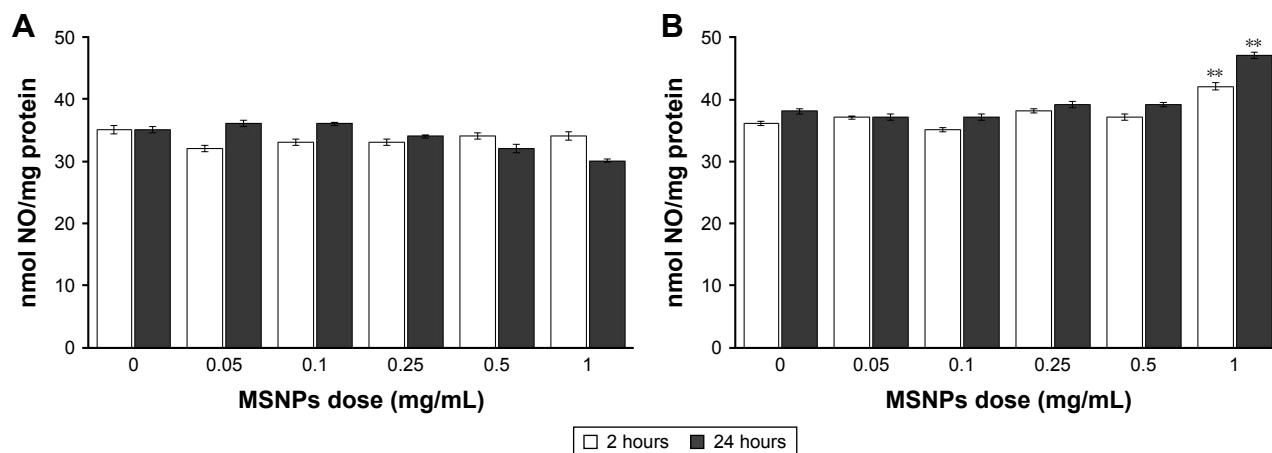 A
nmol NO/mg protein
50
40
30
20
10
0
0 0.05 0.1 0.25 0.5 1
MSNPs dose (mg/mL)
B
nmol NO/mg protein
50
40
30
20
10
0
** **
0 0.05 0.1 0.25 0.5 1
MSNPs dose (mg/mL)
2 hours 24 hours